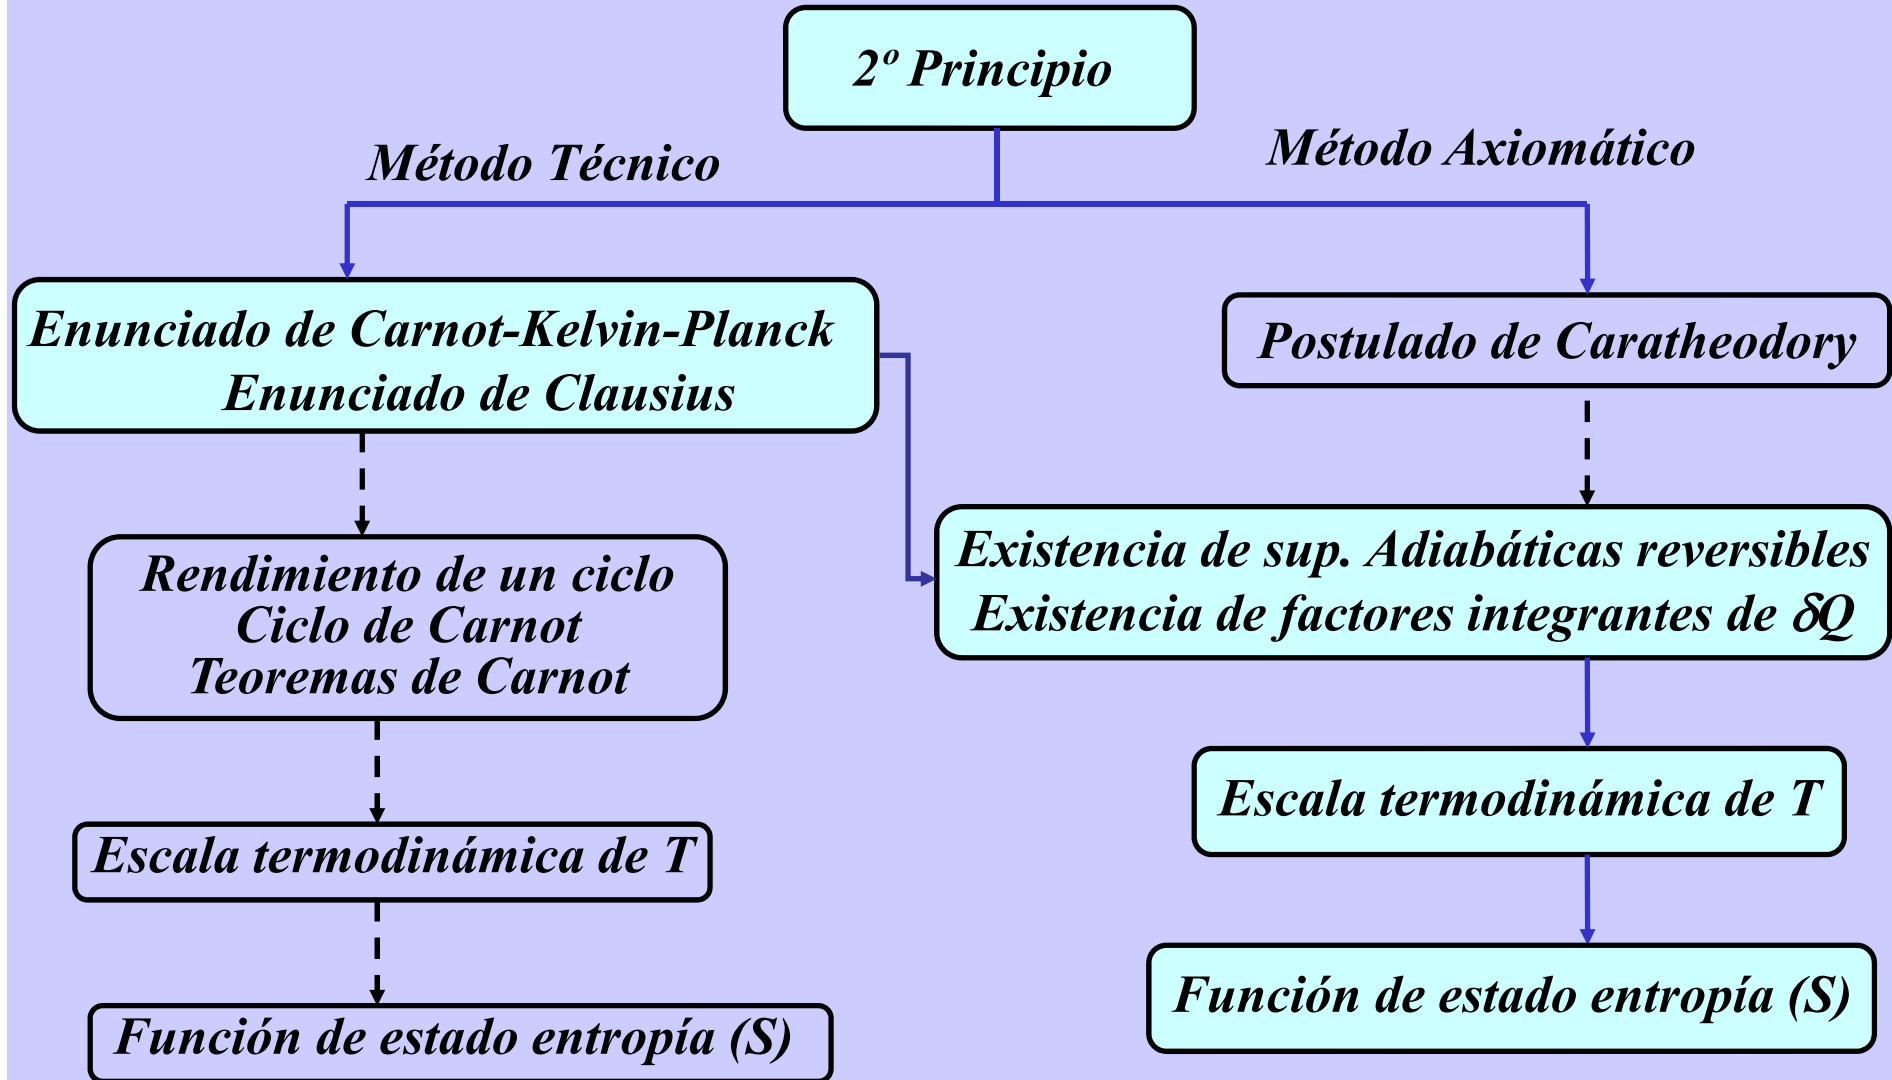 2º Principio
Método Técnico
Método Axiomático
Enunciado de Carnot-Kelvin-Planck
Enunciado de Clausius
Postulado de Caratheodory
Rendimiento de un ciclo
Ciclo de Carnot
Teoremas de Carnot
Existencia de sup. Adiabáticas reversibles
Existencia de factores integrantes de δQ
Escala termodinámica de T
Escala termodinámica de T
Función de estado entropía (S)
Función de estado entropía (S)